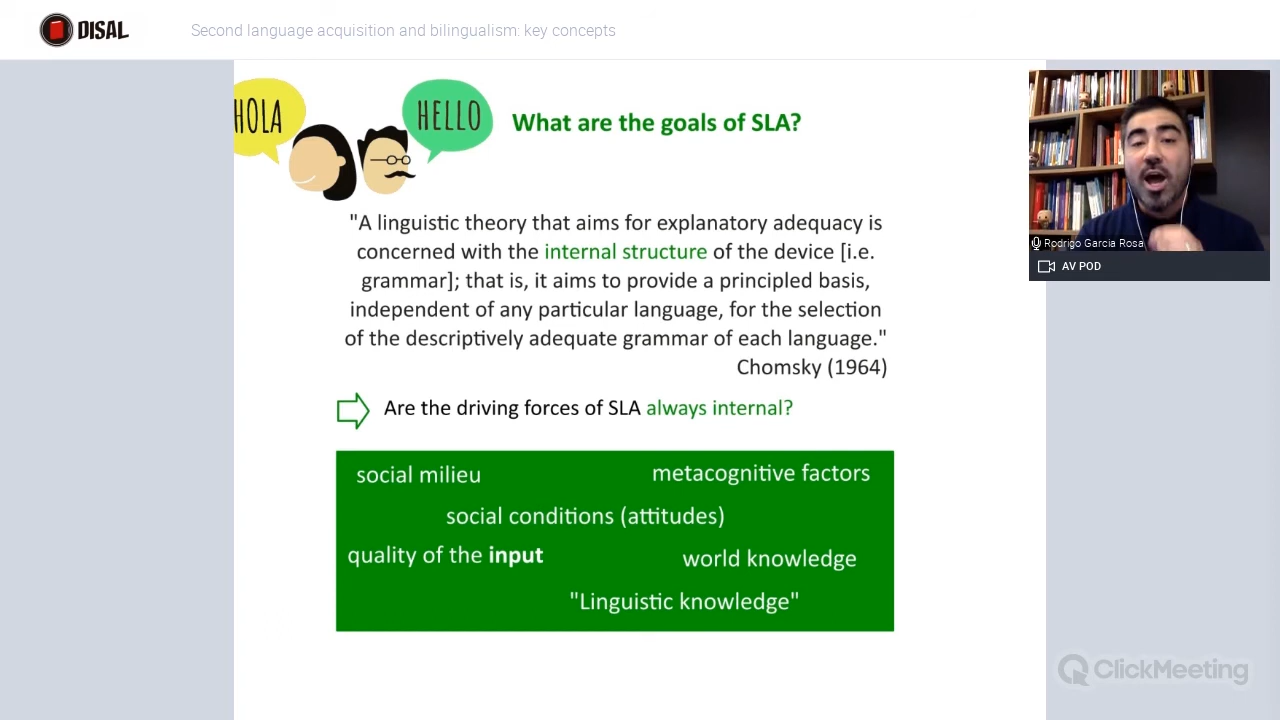 DISAL
Second language acquisition and bilingualism: key concepts
HOLA
HELLO
What are the goals of SLA?
"A linguistic theory that aims for explanatory adequacy is
concerned with the internal structure of the device [i.e.
grammar]; that is, it aims to provide a principled basis,
independent of any particular language, for the selection
of the descriptively adequate grammar of each language."
Chomsky (1964)
Are the driving forces of SLA always internal?
social milieu
metacognitive factors
social conditions (attitudes)
quality of the input
world knowledge
"Linguistic knowledge"
Rodrigo Garcia Rosa
AV POD
ClickMeeting